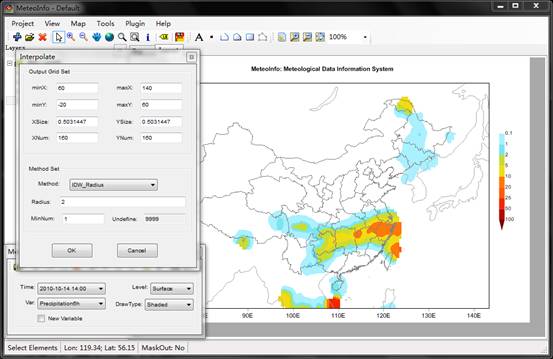 MeteoInfo - Default
Project View Map Tools Plugin Help
100%
Layers
Interpolate
Output Grid Set
minX: 60 maxX: 140
minY: -20 maxY: 60
XSize: 0.5031447 YSize: 0.5031447
XNum: 160 YNum: 160
Method Set
Method: IDW_Radius
Radius: 2
MinNum: 1 Undefine: 9999
OK Cancel
Time: 2010-10-14 14:00 Level: Surface
Var: Precipitation6h DrawType: Shaded
New Variable
MeteoInfo: Meteological Data Information System
0.1
1
2
5
10
20
25
50
100
80E 90E 100E 110E 120E 130E 140E
Select Elements Lon: 119.34; Lat: 56.15 MaskOut: No